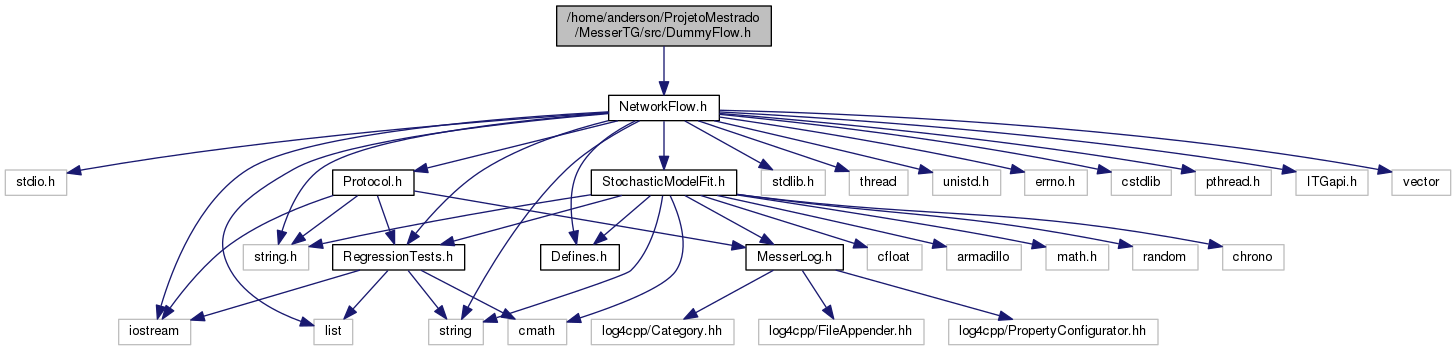 /home/anderson/ProjetoMestrado
/MesserTG/src/DummyFlow.h
NetworkFlow.h
stdio.h
Protocol.h
StochasticModelFit.h
stdlib.h
thread
unistd.h
errno.h
cstdlib
pthread.h
ITGapi.h
vector
string.h
RegressionTests.h
Defines.h
MesserLog.h
cfloat
armadillo
math.h
random
chrono
iostream
list
string
cmath
log4cpp/Category.hh
log4cpp/FileAppender.hh
log4cpp/PropertyConfigurator.hh